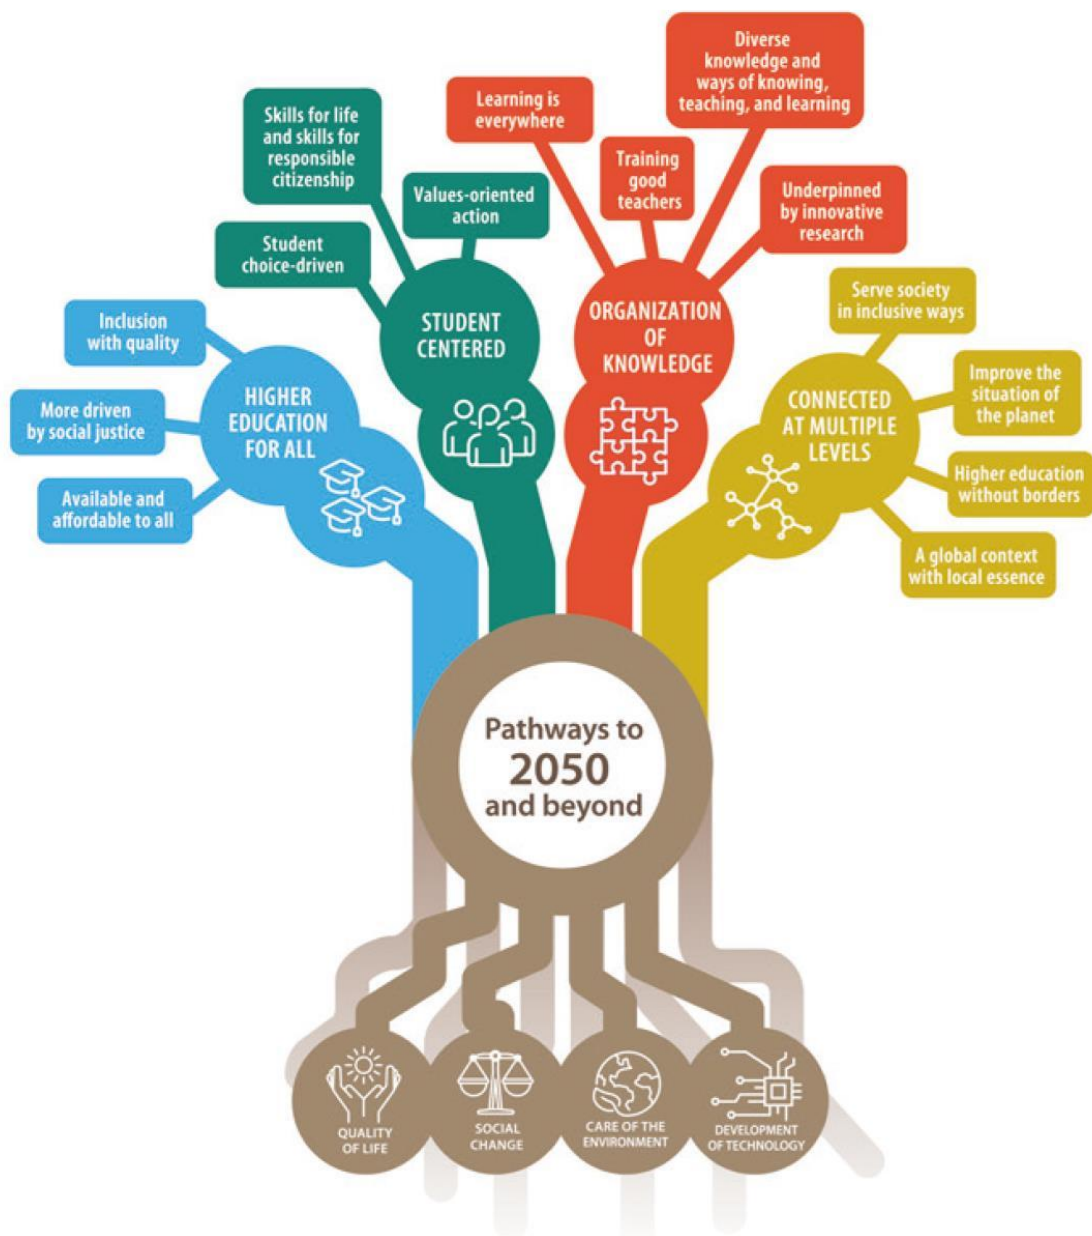 Diverse
knowledge and
ways of knowing,
teaching, and learning
Learning is
everywhere
Skills for life
and skills for
responsible
citizenship
Training
good
teachers
Values-oriented
action
Underpinned
by innovative
research
Student
choice-driven
STUDENT
CENTERED
ORGANIZATION
OF
KNOWLEDGE
Serve society
in inclusive ways
Inclusion
with quality
HIGHER
EDUCATION
FOR ALL
More driven
by social justice
Available and
affordable to all
CONNECTED
AT MULTIPLE
LEVELS
Improve the
situation of
the planet
Higher education
without borders
A global context
with local essence
Pathways to
2050
and beyond
QUALITY
OF LIFE
SOCIAL
CHANGE
CARE OF THE
ENVIRONMENT
DEVELOPMENT
OF TECHNOLOGY